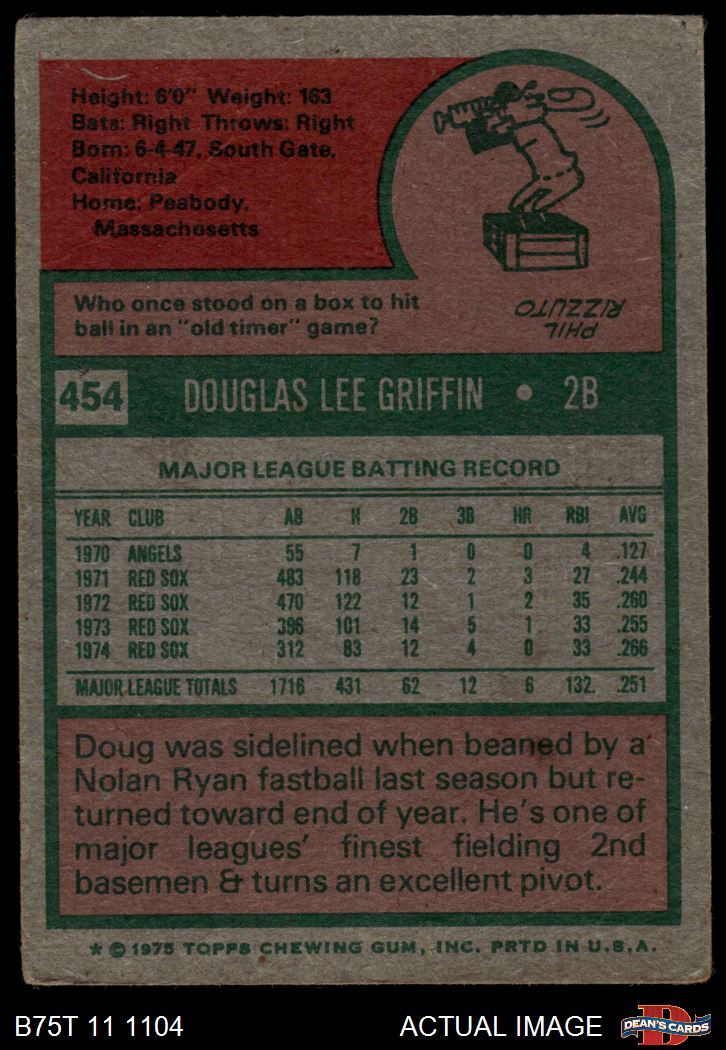 Height: 6'0" Weight: 163
Bats: Right Throws: Right
Born: 6-4-47, South Gate,
California
Home: Peabody,
Massachusetts
Who once stood on a box to hit
ball in an "old timer" game?
PHIL
RIZZUTO
454 DOUGLAS LEE GRIFFIN • 2B
MAJOR LEAGUE BATTING RECORD
YEAR CLUB AB H 2B 3B HR RBI AVG
1970 ANGELS 55 7 1 0 0 4 .127
1971 RED SOX 483 118 23 2 3 27 .244
1972 RED SOX 470 122 12 1 2 35 .260
1973 RED SOX 396 101 14 5 1 33 .255
1974 RED SOX 312 83 12 4 0 33 .266
MAJOR LEAGUE TOTALS 1716 431 62 12 6 132 .251
Doug was sidelined when beaned by a
Nolan Ryan fastball last season but re-
turned toward end of year. He's one of
major leagues' finest fielding 2nd
basemen & turns an excellent pivot.
* © 1975 TOPPS CHEWING GUM, INC. PRTD IN U.S.A.
B75T 11 1104 ACTUAL IMAGE DEAN'S CARDS